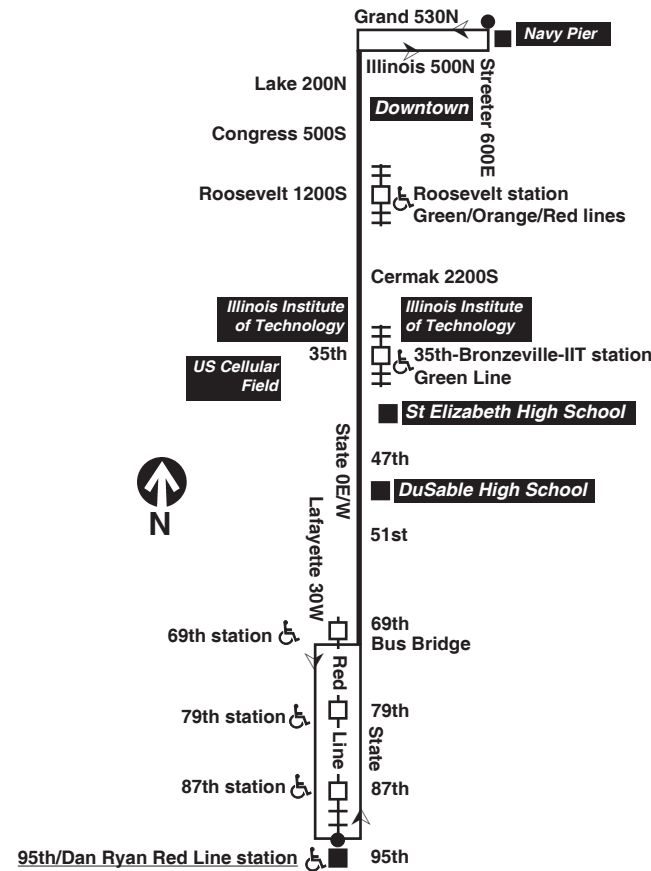 Grand 530N
Navy Pier
Illinois 500N
Streeter 600E
Lake 200N
Downtown
Congress 500S
Roosevelt 1200S
Roosevelt station
Green/Orange/Red lines
Cermak 2200S
Illinois Institute
of Technology
Illinois Institute
of Technology
35th
35th-Bronzeville-IIT station
Green Line
US Cellular
Field
St Elizabeth High School
State 0E/W
47th
DuSable High School
N
Lafayette 30W
51st
69th station
69th
Bus Bridge
Red Line
79th station
79th
State
87th station
87th
95th/Dan Ryan Red Line station
95th